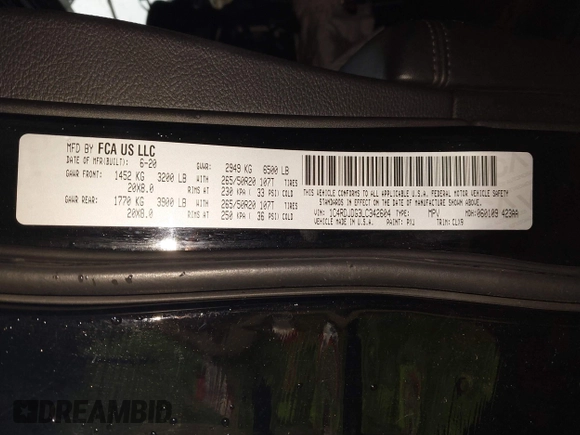 MFD BY FCA US LLC
DATE OF MFR(BUILT): 6-20 GVWR: 2949 KG 6500 LB
GAWR FRONT: 1452 KG 3200 LB WITH 265/50R20 107T TIRES
20X8.0 RIMS AT 230 KPA( 33 PSI) COLD
GAWR REAR: 1770 KG 3900 LB WITH 265/50R20 107T TIRES
20X8.0 RIMS AT 250 KPA( 36 PSI) COLD
THIS VEHICLE CONFORMS TO ALL APPLICABLE U.S.A. FEDERAL MOTOR VEHICLE SAFETY
STANDARDS IN EFFECT ON THE DATE OF MANUFACTURE SHOWN ABOVE.
VIN: 1C4RDJDG3LC342604 TYPE: MPV MDH:060109 423AA
VEHICLE MADE IN U.S.A. PAINT: PXJ TRIM: CLX9
DREAMBID